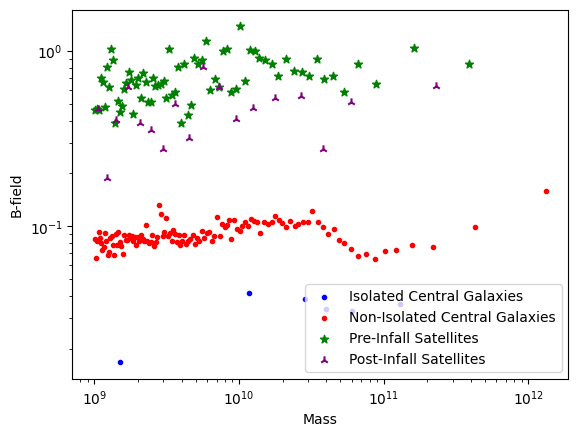 10⁰
10⁻¹
B-field
10⁹
10¹⁰
10¹¹
10¹²
Mass
Isolated Central Galaxies
Non-Isolated Central Galaxies
Pre-Infall Satellites
Post-Infall Satellites